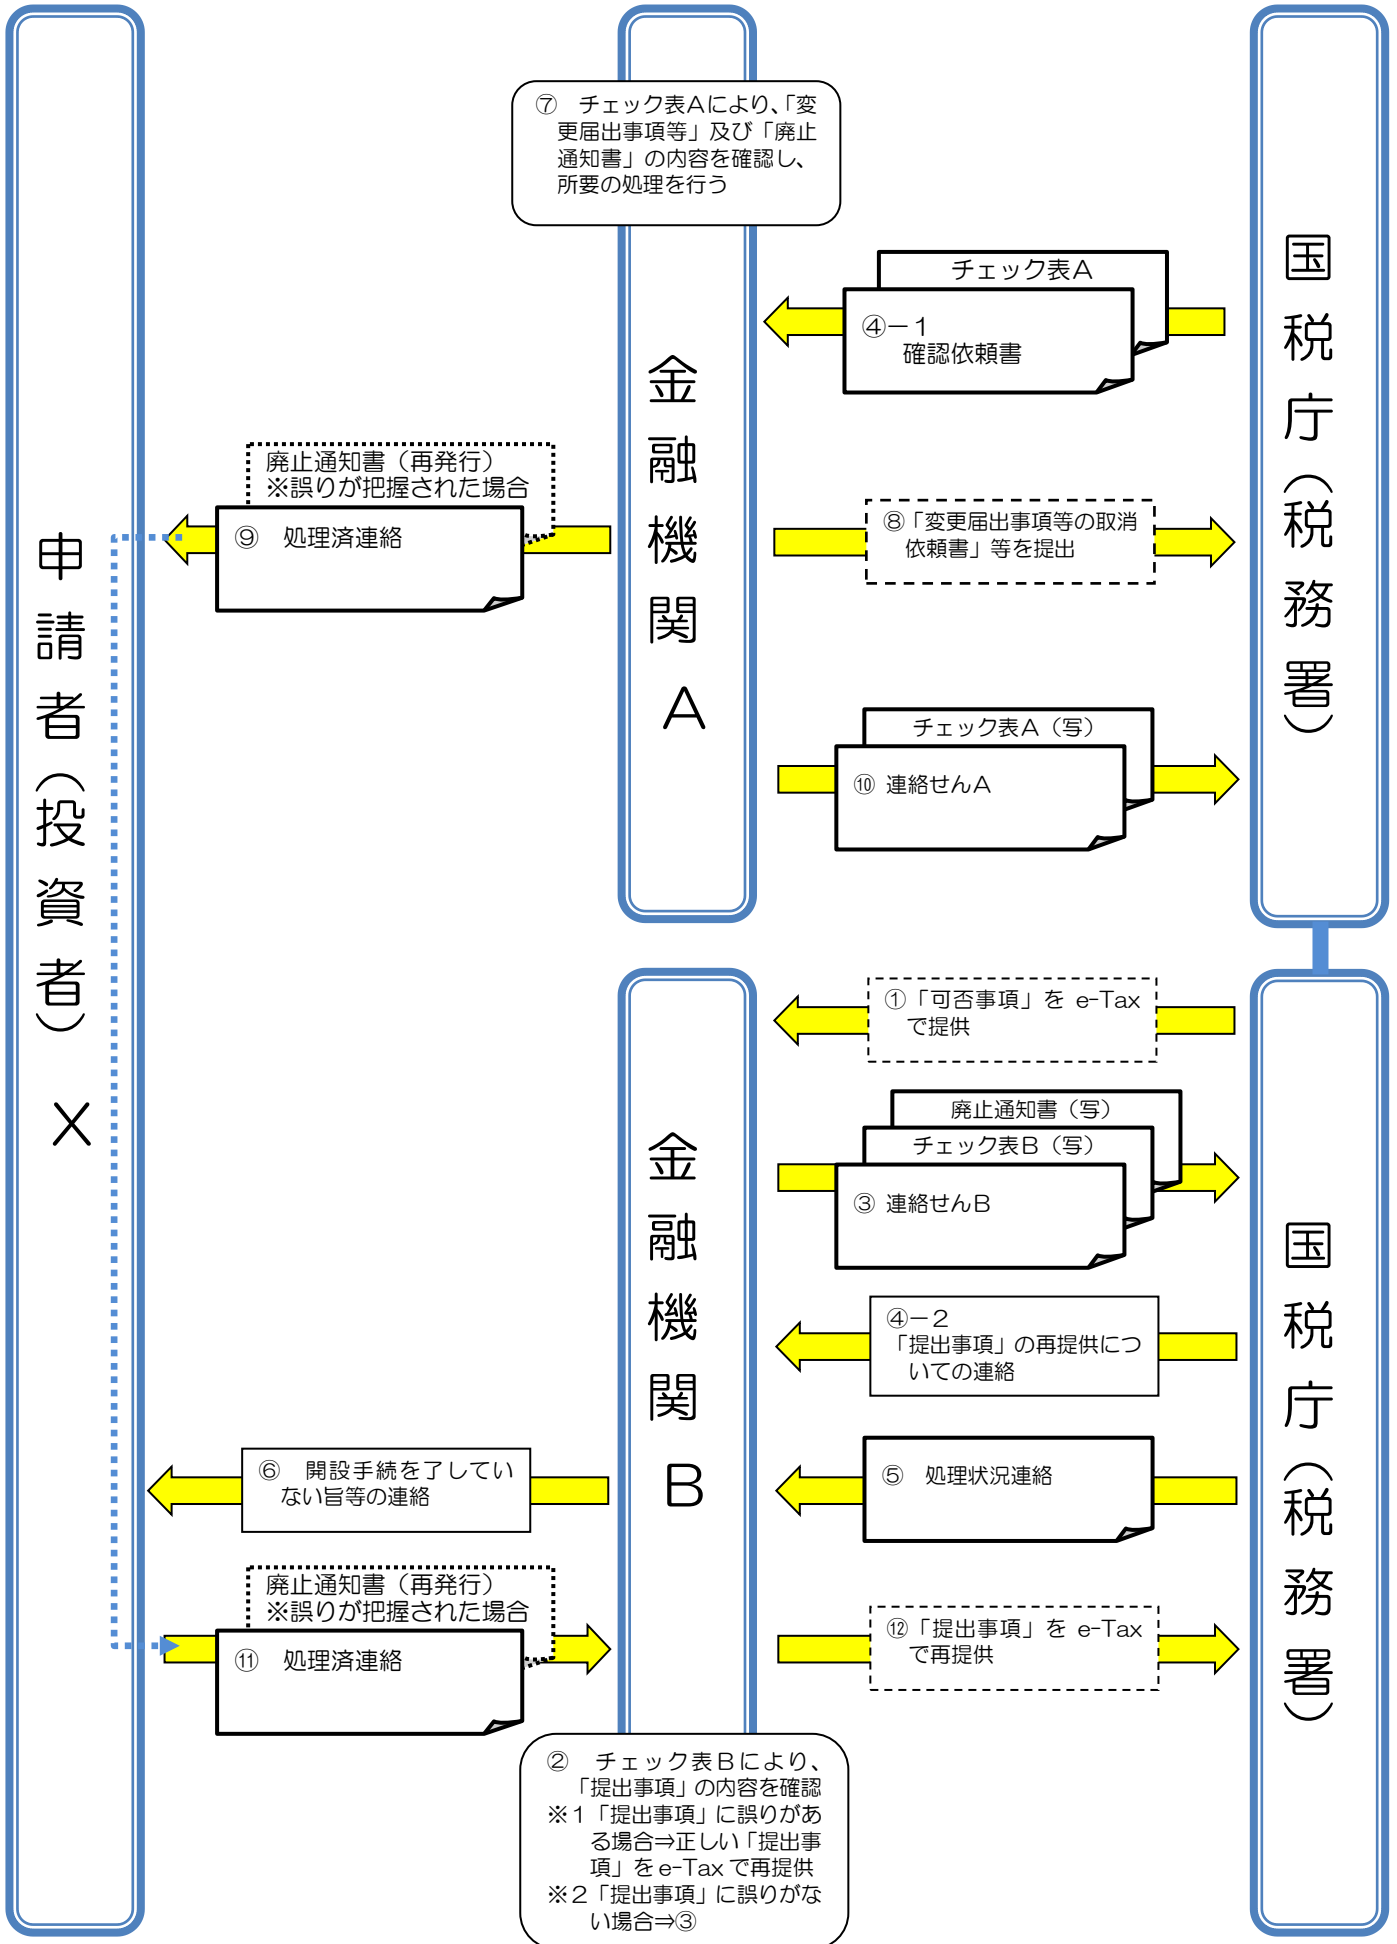 申請者（投資者）　X
金融機関　A
国税庁（税務署）
⑦　チェック表Aにより、「変
更届出事項等」及び「廃止
通知書」の内容を確認し、
所要の処理を行う
チェック表A
④－１
確認依頼書
廃止通知書（再発行）
※誤りが把握された場合
⑨　処理済連絡
⑧「変更届出事項等の取消
依頼書」等を提出
チェック表A（写）
⑩ 連絡せんA
金融機関　B
国税庁（税務署）
①「可否事項」を e-Tax
で提供
廃止通知書（写）
チェック表B（写）
③ 連絡せんB
④－２
「提出事項」の再提供につ
いての連絡
⑤　処理状況連絡
⑥　開設手続を了してい
ない旨等の連絡
廃止通知書（再発行）
※誤りが把握された場合
⑪　処理済連絡
⑫「提出事項」を e-Tax
で再提供
②　チェック表Bにより、
「提出事項」の内容を確認
※１「提出事項」に誤りがあ
る場合⇒正しい「提出事
項」を e-Tax で再提供
※２「提出事項」に誤りがな
い場合⇒③